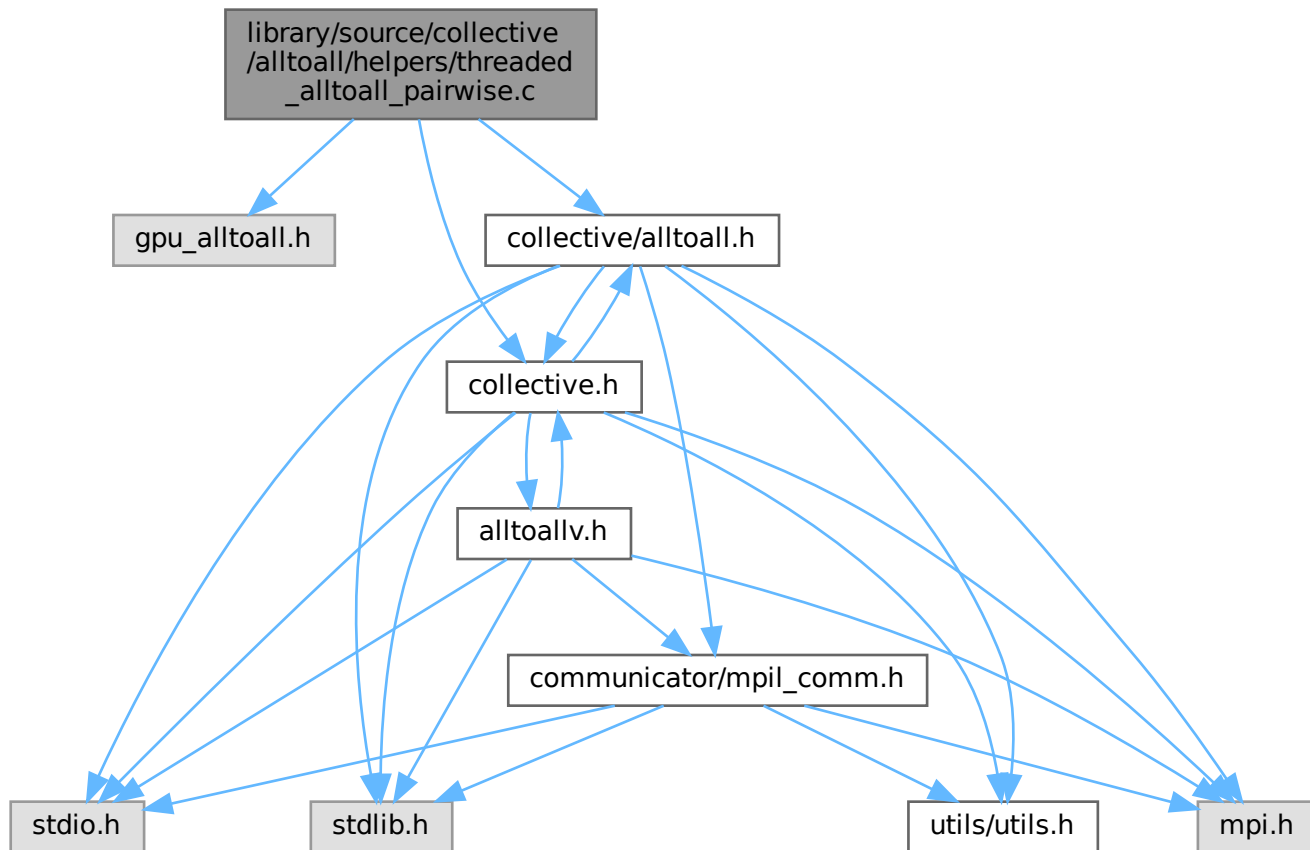 library/source/collective
/alltoall/helpers/threaded
_alltoall_pairwise.c
gpu_alltoall.h
collective/alltoall.h
collective.h
alltoallv.h
communicator/mpil_comm.h
stdio.h
stdlib.h
utils/utils.h
mpi.h